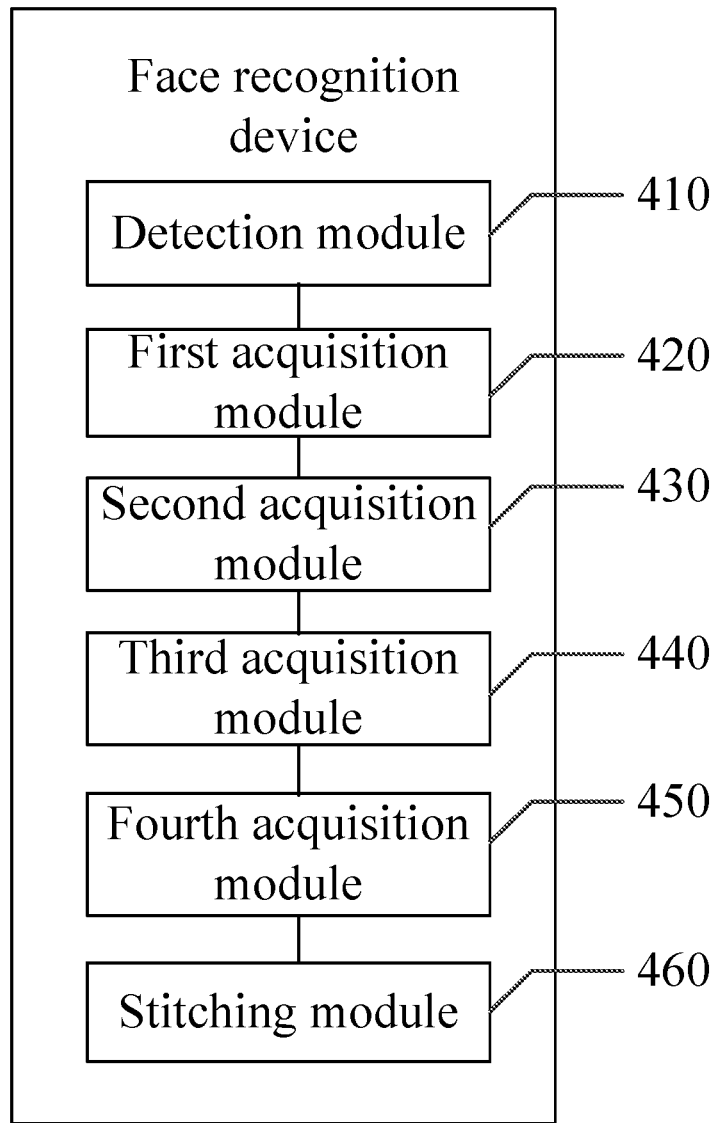 Face recognition
device
Detection module
410
First acquisition
module
420
Second acquisition
module
430
Third acquisition
module
440
Fourth acquisition
module
450
Stitching module
460